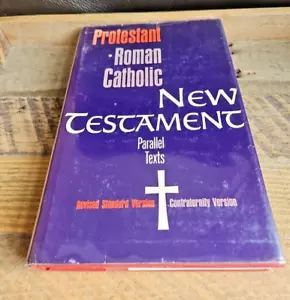 Protestant
Roman
Catholic
NEW
TESTAMENT
Parallel
Texts
Revised Standard Version
Confraternity Version